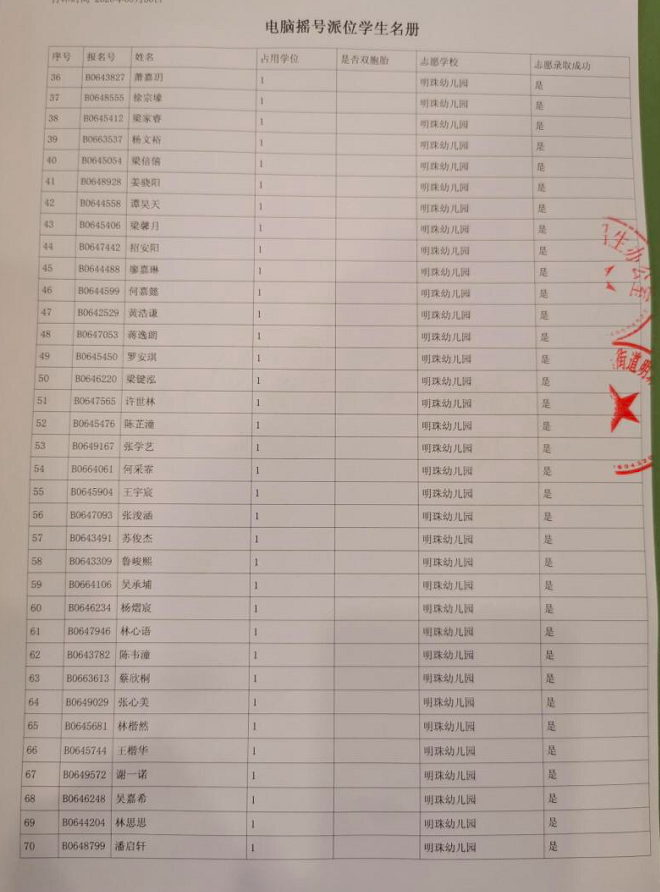 电脑摇号派位学生名册
序号 报名号 姓名 占用学位 是否双胞胎 志愿学校 志愿录取成功
36 B0643827 萧嘉玥 1 明珠幼儿园 是
37 B0648555 徐宗壕 1 明珠幼儿园 是
38 B0645412 梁家睿 1 明珠幼儿园 是
39 B0663537 杨文裕 1 明珠幼儿园 是
40 B0645054 梁信愉 1 明珠幼儿园 是
41 B0648928 姜骁阳 1 明珠幼儿园 是
42 B0644558 谭昊天 1 明珠幼儿园 是
43 B0645406 梁馨月 1 明珠幼儿园 是
44 B0647442 招安阳 1 明珠幼儿园 是
45 B0644488 廖嘉琳 1 明珠幼儿园 是
46 B0644599 何嘉懿 1 明珠幼儿园 是
47 B0642529 黄浩谦 1 明珠幼儿园 是
48 B0647053 蒋逸朗 1 明珠幼儿园 是
49 B0645450 罗安琪 1 明珠幼儿园 是
50 B0646220 梁健泓 1 明珠幼儿园 是
51 B0647565 许世林 1 明珠幼儿园 是
52 B0645476 陈芷潼 1 明珠幼儿园 是
53 B0649167 张学艺 1 明珠幼儿园 是
54 B0664061 何采霏 1 明珠幼儿园 是
55 B0645904 王宇宸 1 明珠幼儿园 是
56 B0647093 张浚涵 1 明珠幼儿园 是
57 B0643491 苏俊杰 1 明珠幼儿园 是
58 B0643309 鲁峻熙 1 明珠幼儿园 是
59 B0664106 吴承埔 1 明珠幼儿园 是
60 B0646234 杨熠宸 1 明珠幼儿园 是
61 B0647946 林心语 1 明珠幼儿园 是
62 B0643782 陈韦潼 1 明珠幼儿园 是
63 B0663613 蔡欣桐 1 明珠幼儿园 是
64 B0649029 张心美 1 明珠幼儿园 是
65 B0645681 林楷然 1 明珠幼儿园 是
66 B0645744 王楷华 1 明珠幼儿园 是
67 B0649572 谢一诺 1 明珠幼儿园 是
68 B0646248 吴嘉希 1 明珠幼儿园 是
69 B0644204 林思思 1 明珠幼儿园 是
70 B0648799 潘启轩 1 明珠幼儿园 是
生办公室
街道明